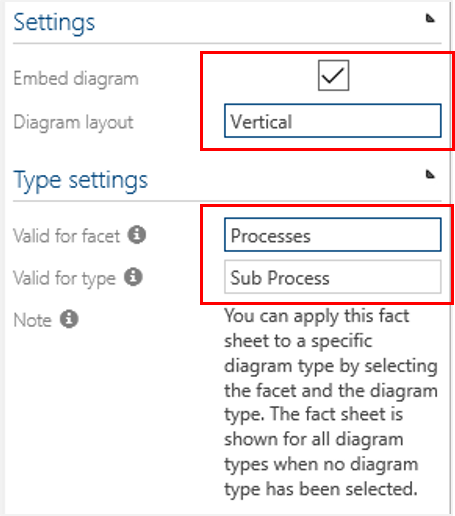 Settings
Embed diagram
Diagram layout Vertical
Type settings
Valid for facet Processes
Valid for type Sub Process
Note You can apply this fact
sheet to a specific
diagram type by selecting
the facet and the diagram
type. The fact sheet is
shown for all diagram
types when no diagram
type has been selected.